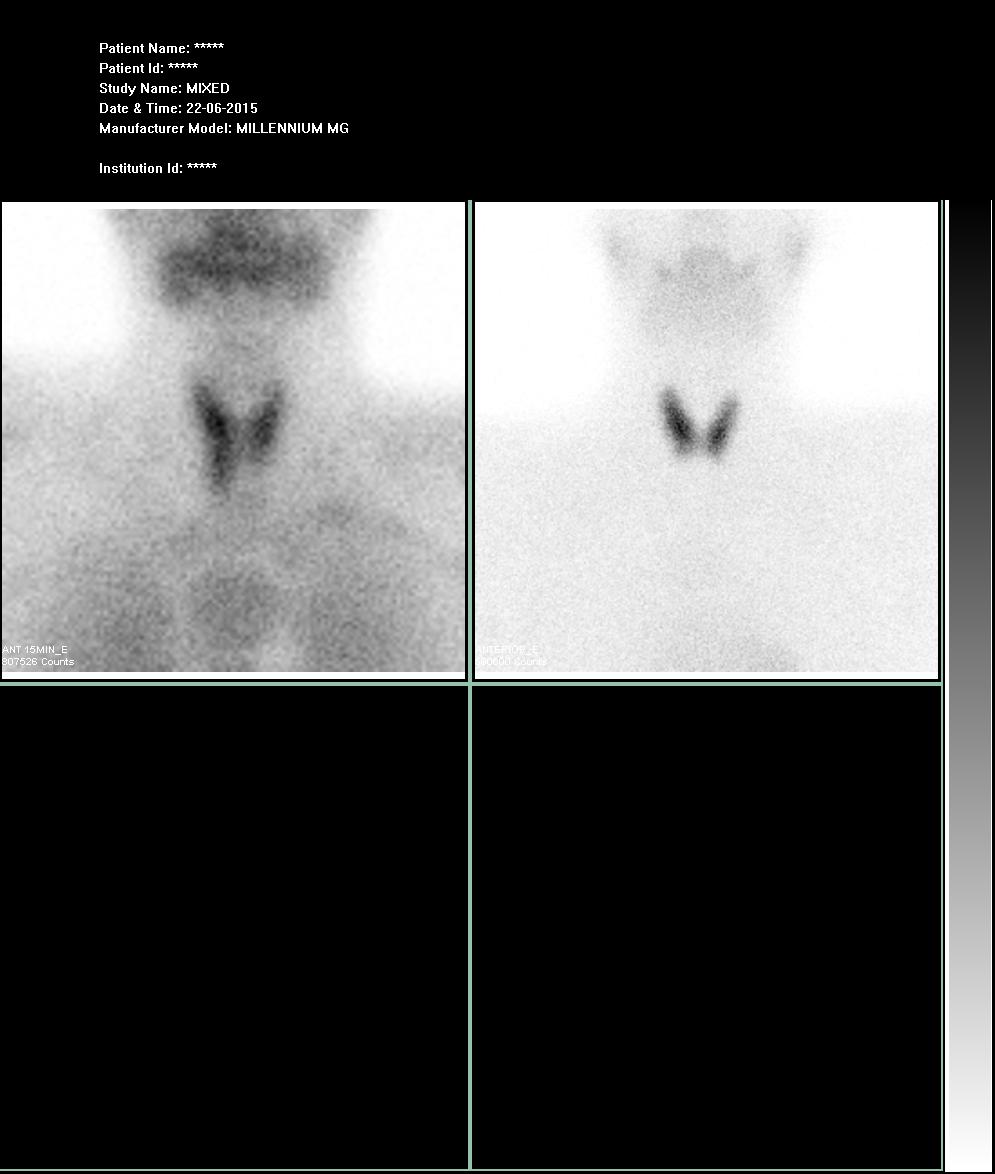 Patient Name: *****
Patient Id: *****
Study Name: MIXED
Date & Time: 22-06-2015
Manufacturer Model: MILLENNIUM MG
Institution Id: *****
ANT 15MIN_E
807526 Counts
ANTERIOR_E
Counts